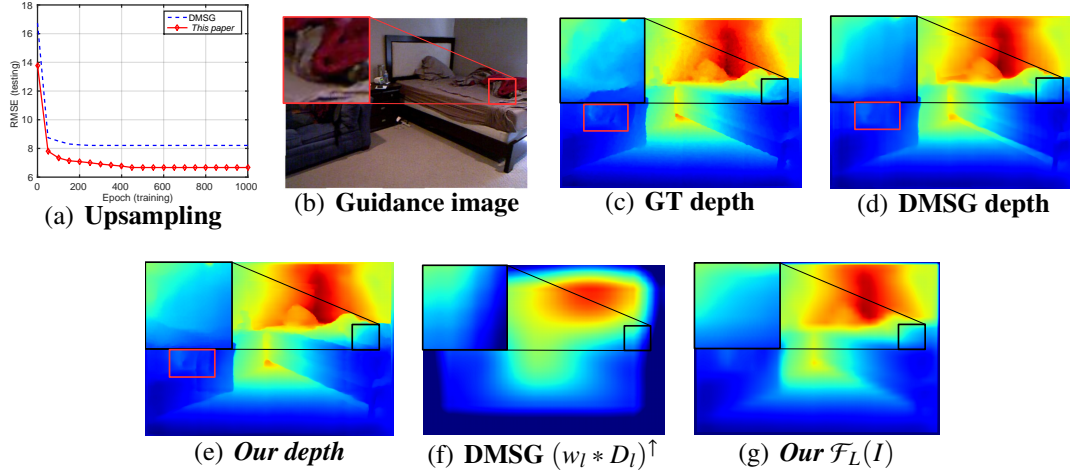 18
16
14
12
10
8
6
RMSE (testing)
DMSG
This paper
0 200 400 600 800 1000
Epoch (training)
(a) Upsampling
(b) Guidance image
(c) GT depth
(d) DMSG depth
(e) Our depth
(f) DMSG (w_l ∗ D_l)^↑
(g) Our ℱ_L(I)